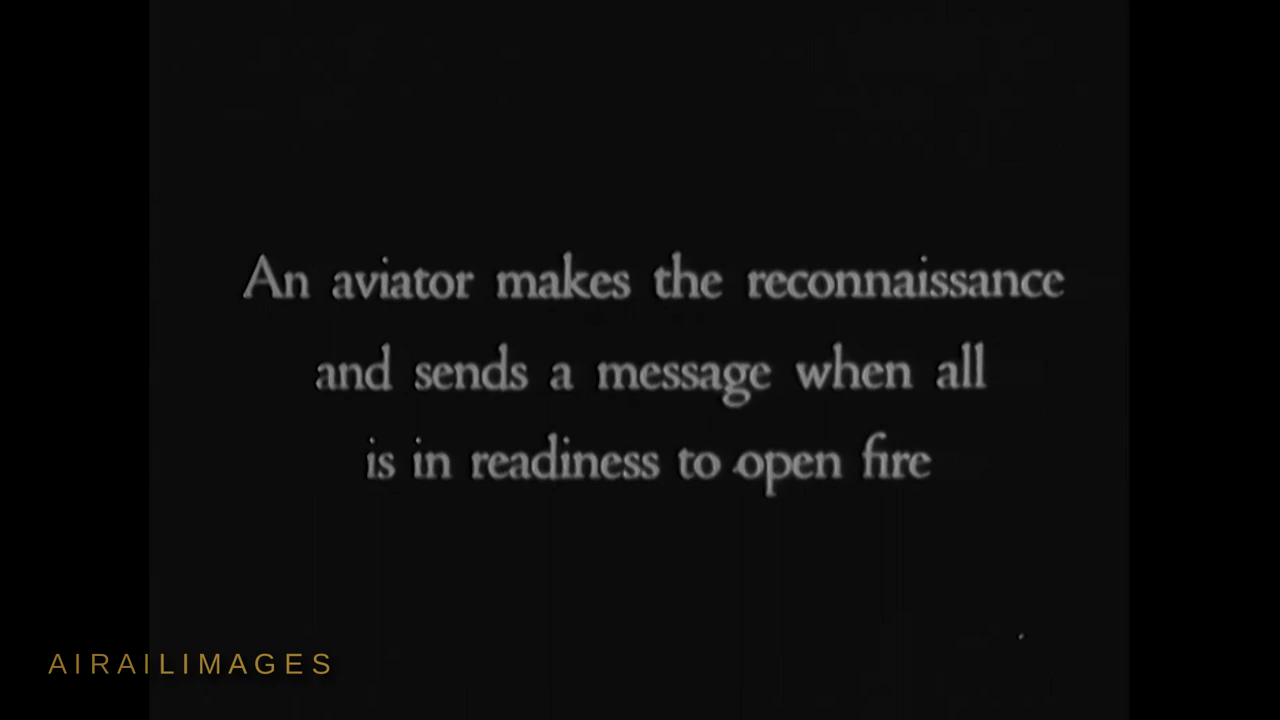 An aviator makes the reconnaissance
and sends a message when all
is in readiness to open fire
AIRAILIMAGES